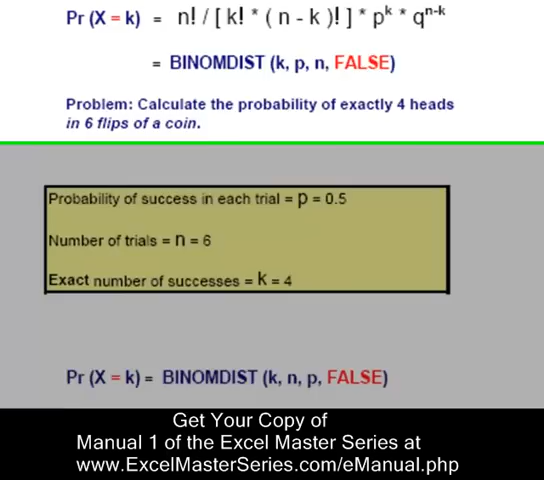 Pr (X = k) = n! / [ k! * ( n - k )! ] * pᵏ * qⁿ⁻ᵏ
= BINOMDIST (k, p, n, FALSE)
Problem: Calculate the probability of exactly 4 heads
in 6 flips of a coin.
Probability of success in each trial = p = 0.5
Number of trials = n = 6
Exact number of successes = k = 4
Pr (X = k) = BINOMDIST (k, n, p, FALSE)
Get Your Copy of
Manual 1 of the Excel Master Series at
www.ExcelMasterSeries.com/eManual.php